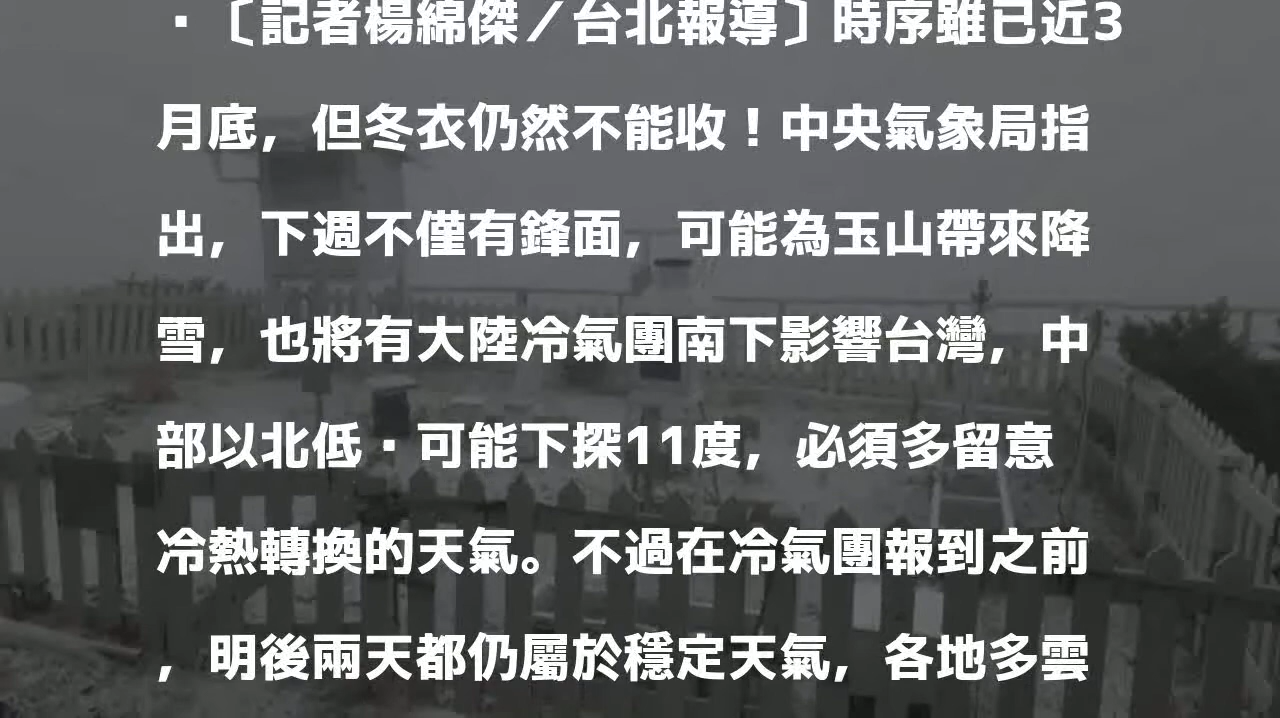 ·〔記者楊綿傑／台北報導〕時序雖已近3
月底，但冬衣仍然不能收！中央氣象局指
出，下週不僅有鋒面，可能為玉山帶來降
雪，也將有大陸冷氣團南下影響台灣，中
部以北低·可能下探11度，必須多留意
冷熱轉換的天氣。不過在冷氣團報到之前
，明後兩天都仍屬於穩定天氣，各地多雲